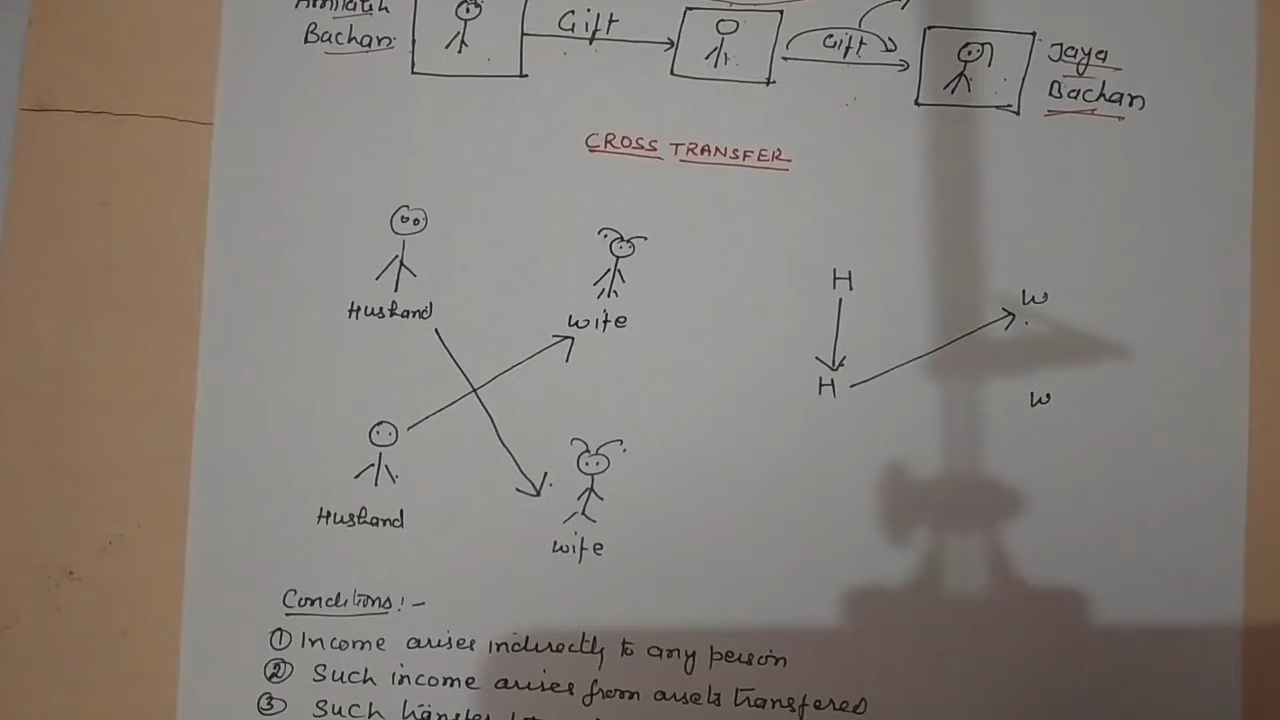 Bachan
Gift
Gift
Jaya
Bachan
CROSS TRANSFER
Husband
Wife
H
W
H
W
Husband
Wife
Conditions:-
① Income arises indirectly to any person
② Such income arises from assets transfered
③ Such